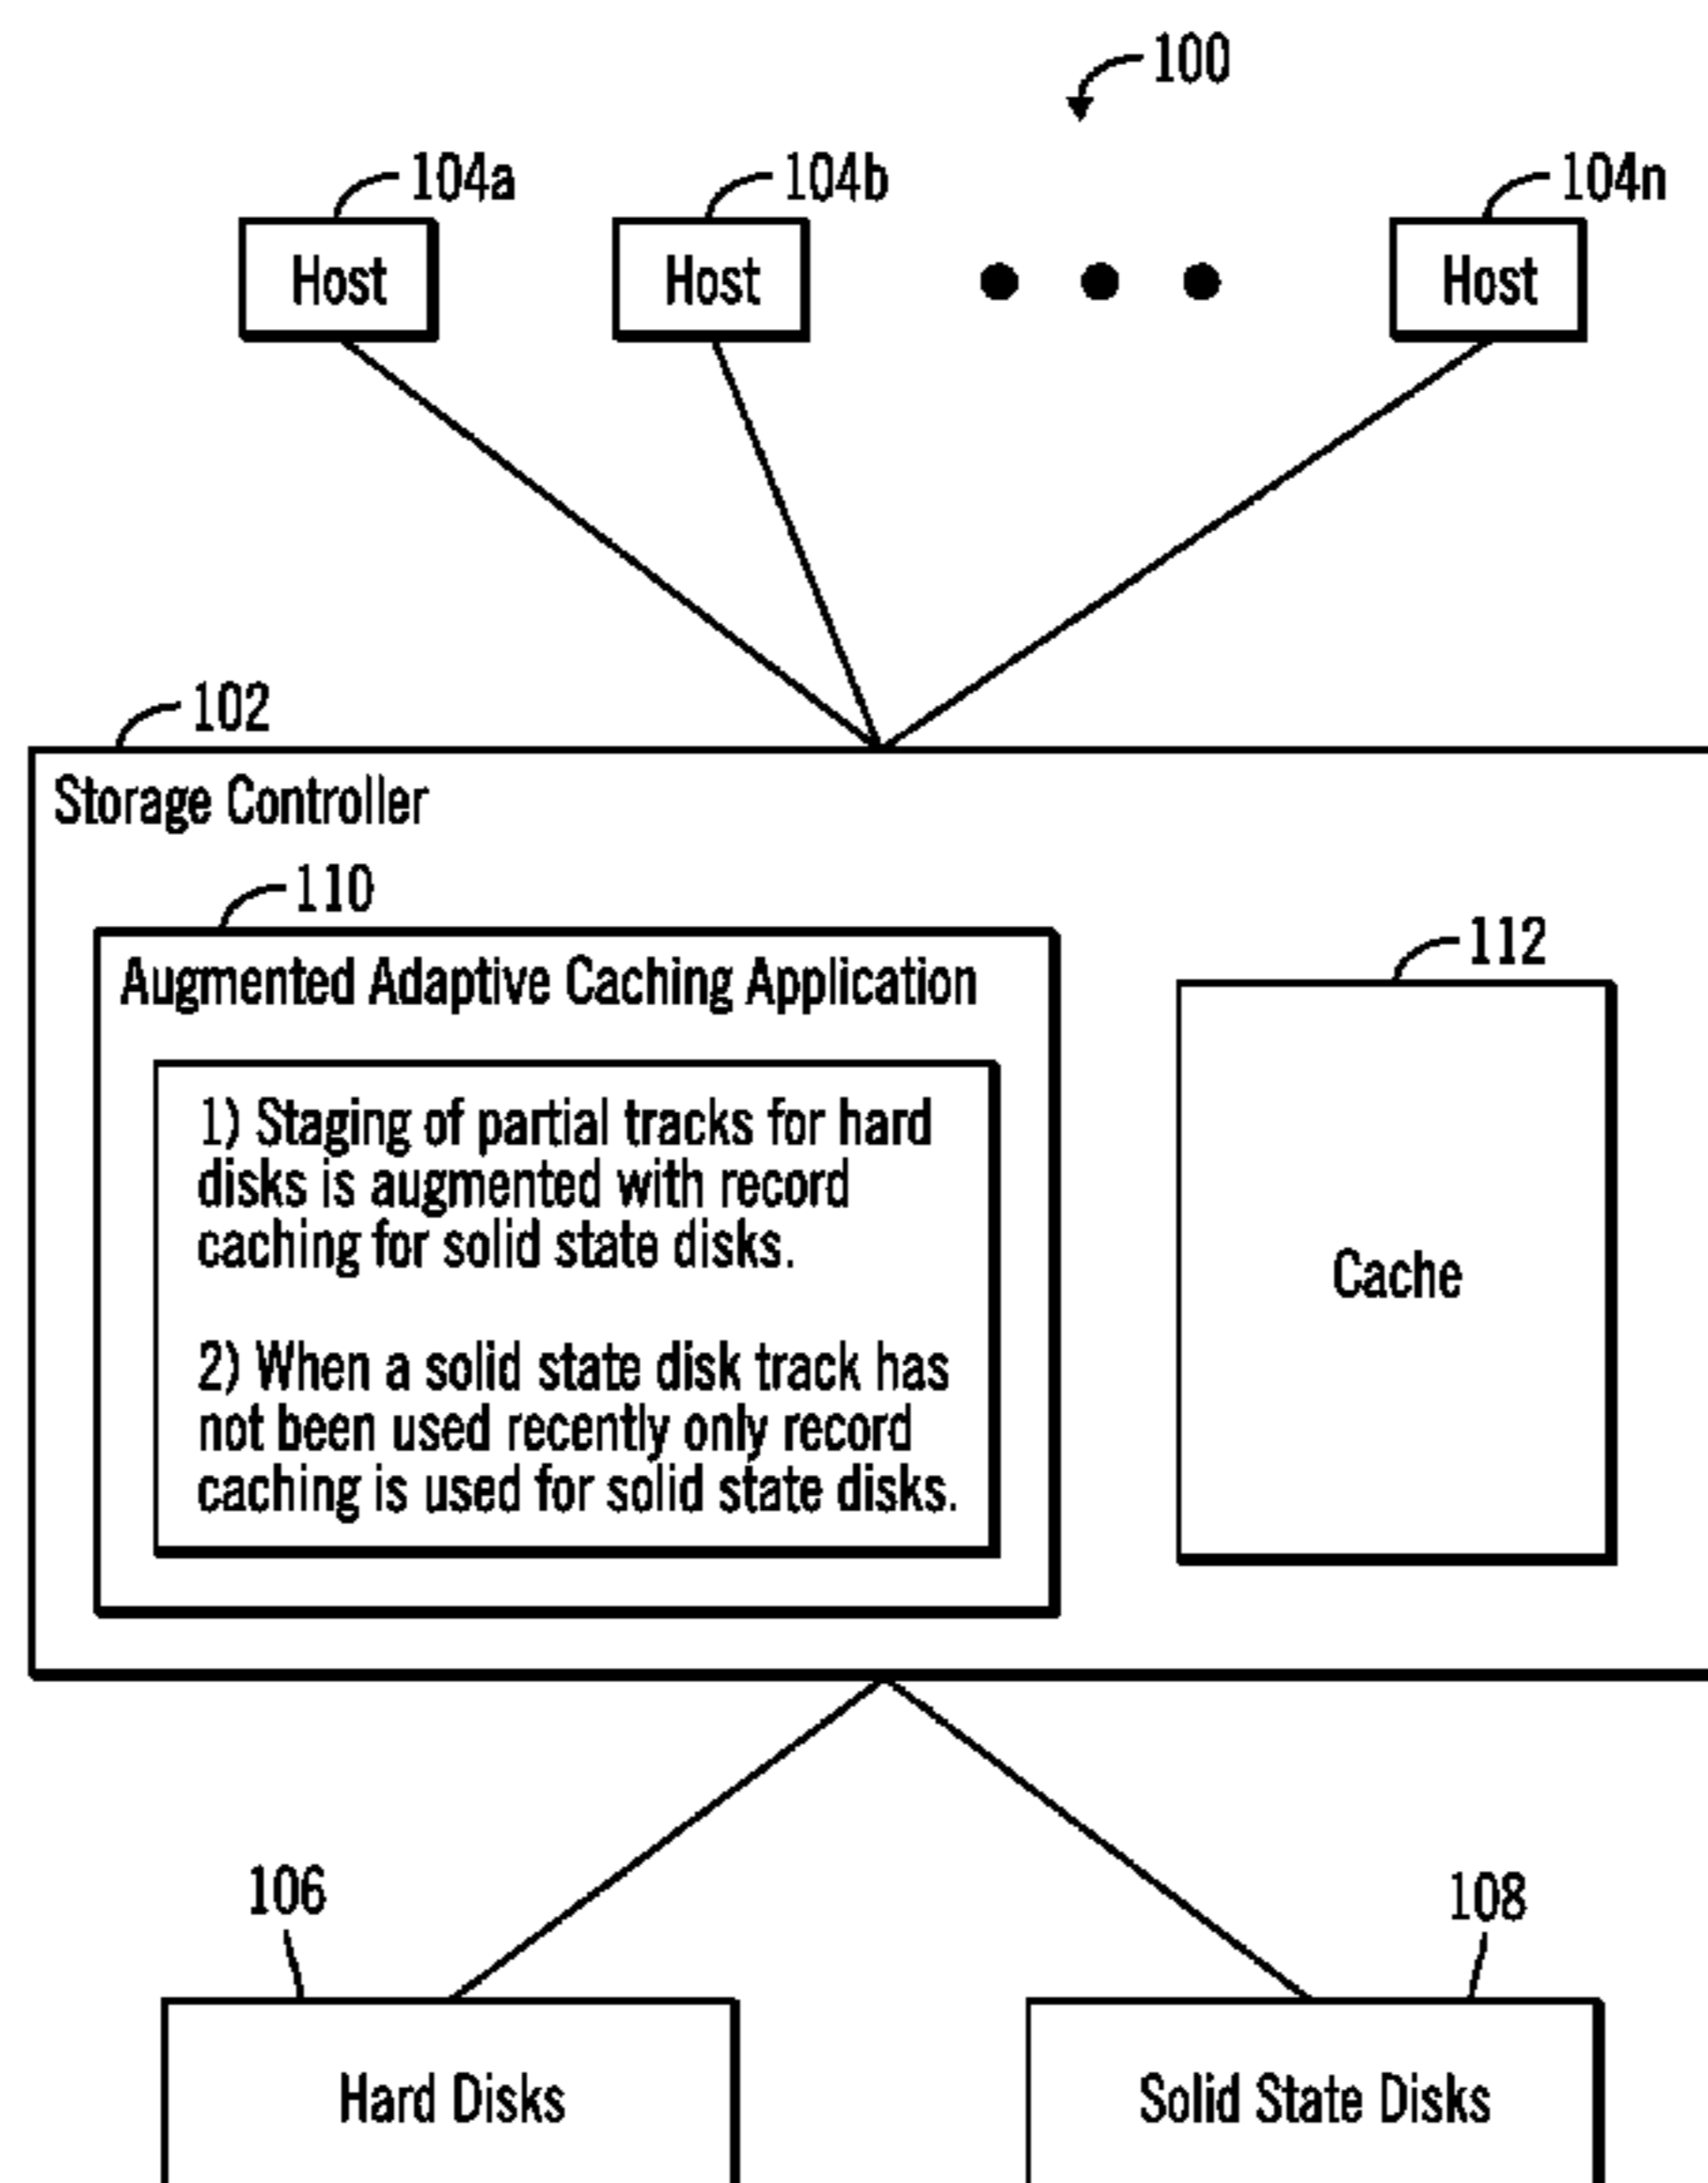 100
104a
104b
104n
Host
Host
Host
102
Storage Controller
110
Augmented Adaptive Caching Application
112
1) Staging of partial tracks for hard
disks is augmented with record
caching for solid state disks.
2) When a solid state disk track has
not been used recently only record
caching is used for solid state disks.
Cache
106
108
Hard Disks
Solid State Disks